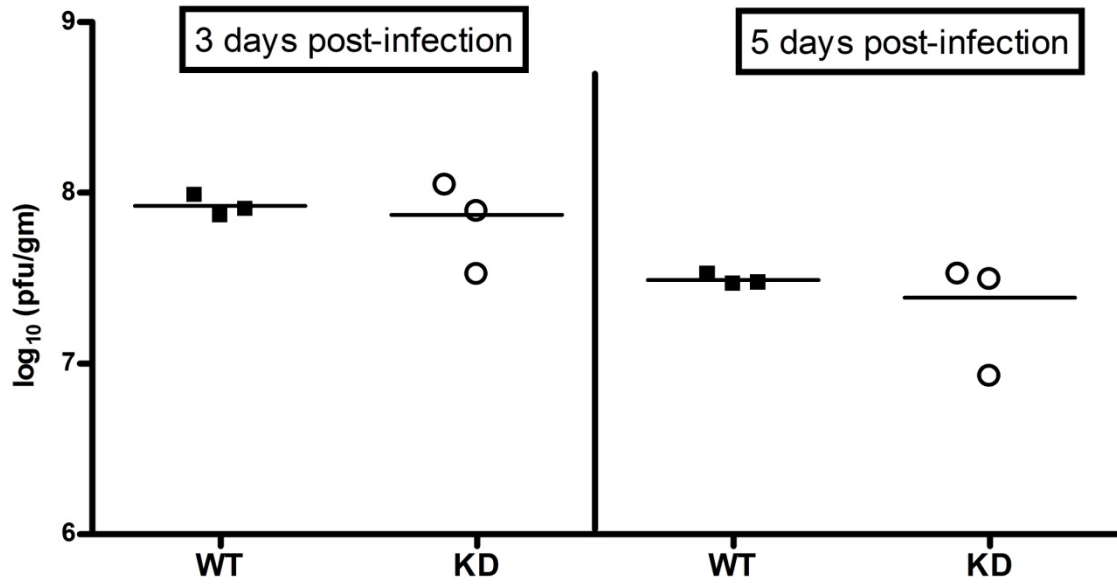 3 days post-infection
5 days post-infection
log₁₀ (pfu/gm)
9
8
7
6
WT
KD
WT
KD